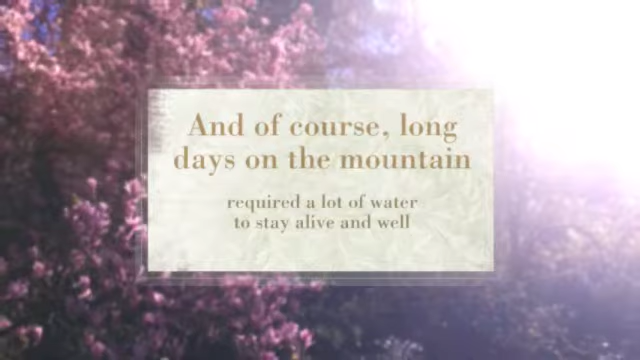 And of course, long
days on the mountain
required a lot of water
to stay alive and well